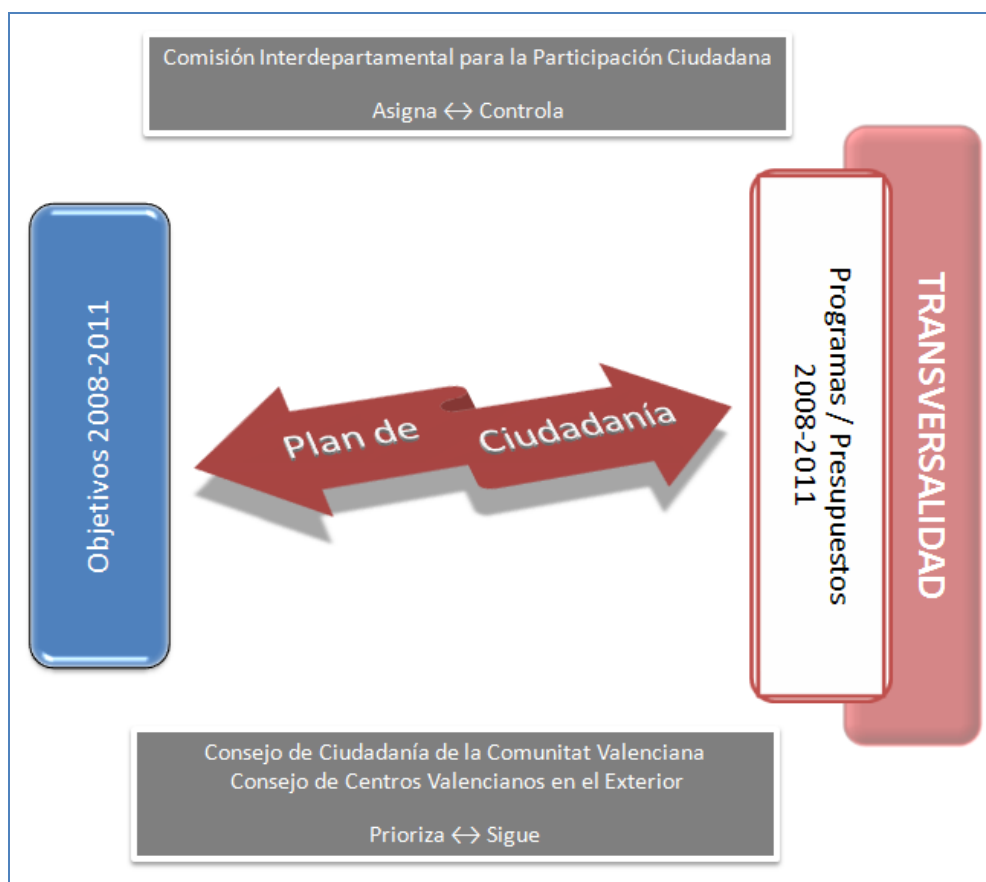 Comisión Interdepartamental para la Participación Ciudadana
Asigna ↔ Controla
Objetivos 2008-2011
Plan de Ciudadanía
Programas / Presupuestos
2008-2011
TRANSVERSALIDAD
Consejo de Ciudadanía de la Comunitat Valenciana
Consejo de Centros Valencianos en el Exterior
Prioriza ↔ Sigue